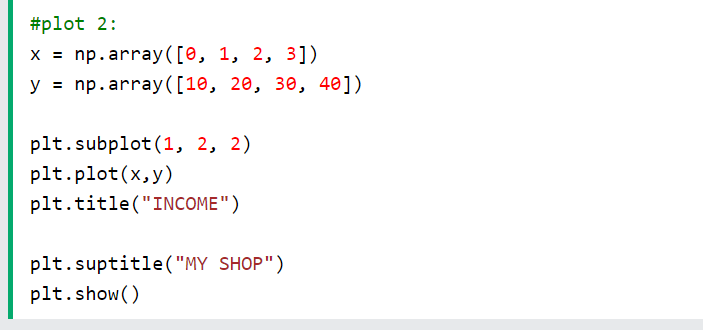 #plot 2:
x = np.array([0, 1, 2, 3])
y = np.array([10, 20, 30, 40])
plt.subplot(1, 2, 2)
plt.plot(x,y)
plt.title("INCOME")
plt.suptitle("MY SHOP")
plt.show()